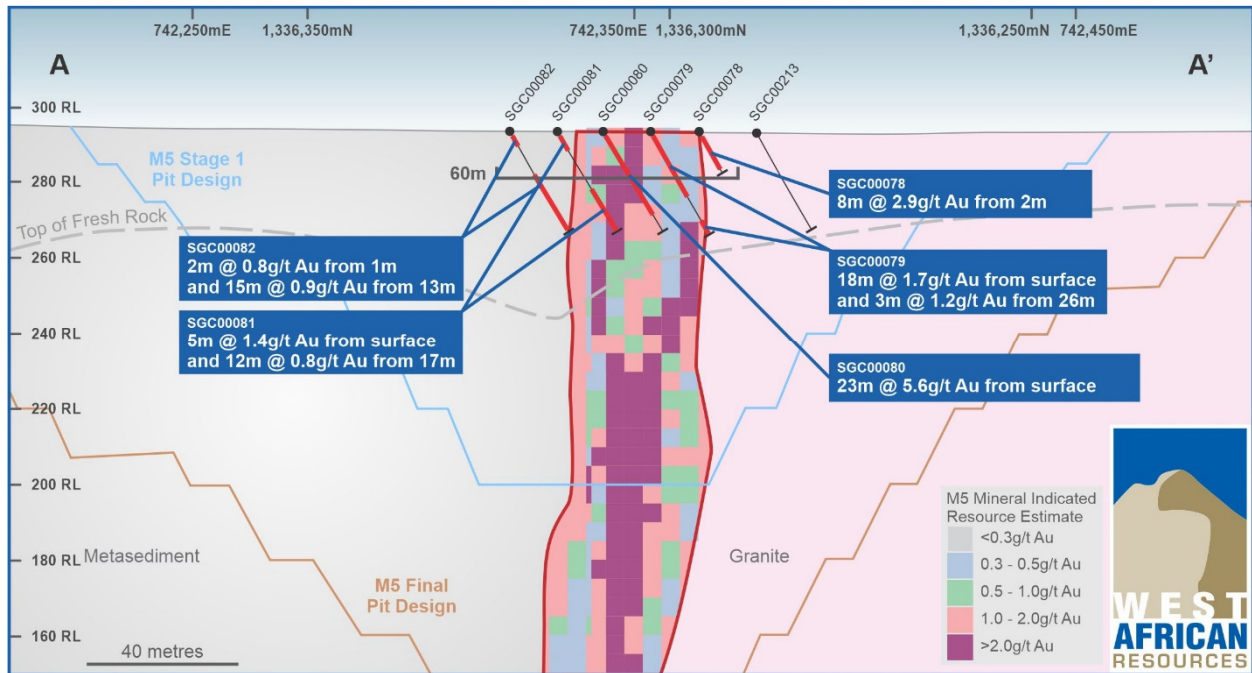 742,250mE
1,336,350mN
742,350mE
1,336,300mN
1,336,250mN
742,450mE
A
A'
SGC00082
SGC00081
SGC00080
SGC00079
SGC00078
SGC00213
300 RL
280 RL
260 RL
240 RL
220 RL
200 RL
180 RL
160 RL
M5 Stage 1
Pit Design
60m
Top of Fresh Rock
SGC00078
8m @ 2.9g/t Au from 2m
SGC00082
2m @ 0.8g/t Au from 1m
and 15m @ 0.9g/t Au from 13m
SGC00079
18m @ 1.7g/t Au from surface
and 3m @ 1.2g/t Au from 26m
SGC00081
5m @ 1.4g/t Au from surface
and 12m @ 0.8g/t Au from 17m
SGC00080
23m @ 5.6g/t Au from surface
Metasediment
Granite
M5 Final
Pit Design
40 metres
M5 Mineral Indicated
Resource Estimate
<0.3g/t Au
0.3 - 0.5g/t Au
0.5 - 1.0g/t Au
1.0 - 2.0g/t Au
>2.0g/t Au
WEST
AFRICAN
RESOURCES